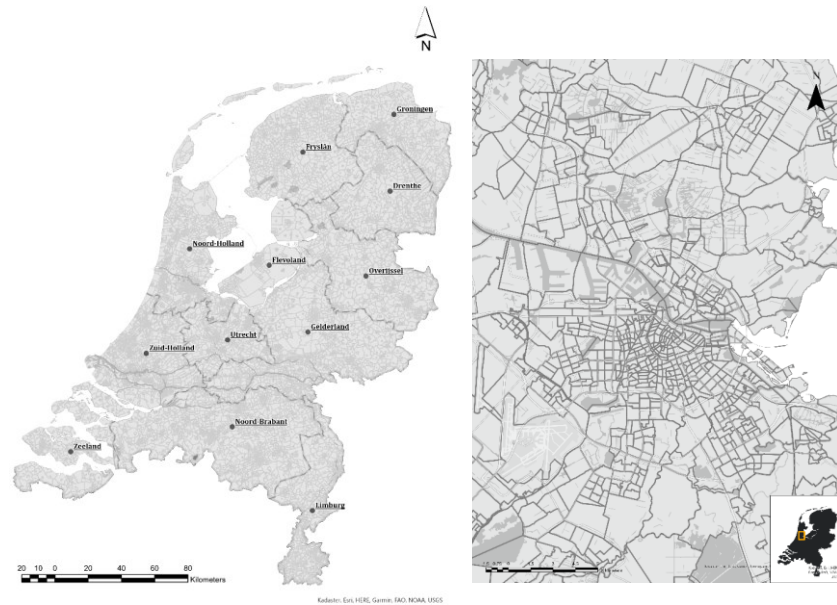 N
Groningen
Fryslân
Drenthe
Noord-Holland
Flevoland
Overijssel
Gelderland
Utrecht
Zuid-Holland
Noord-Brabant
Zeeland
Limburg
20 10 0 20 40 60 80
Kilometers
Kadaster, Esri, HERE, Garmin, FAO, NOAA, USGS
N